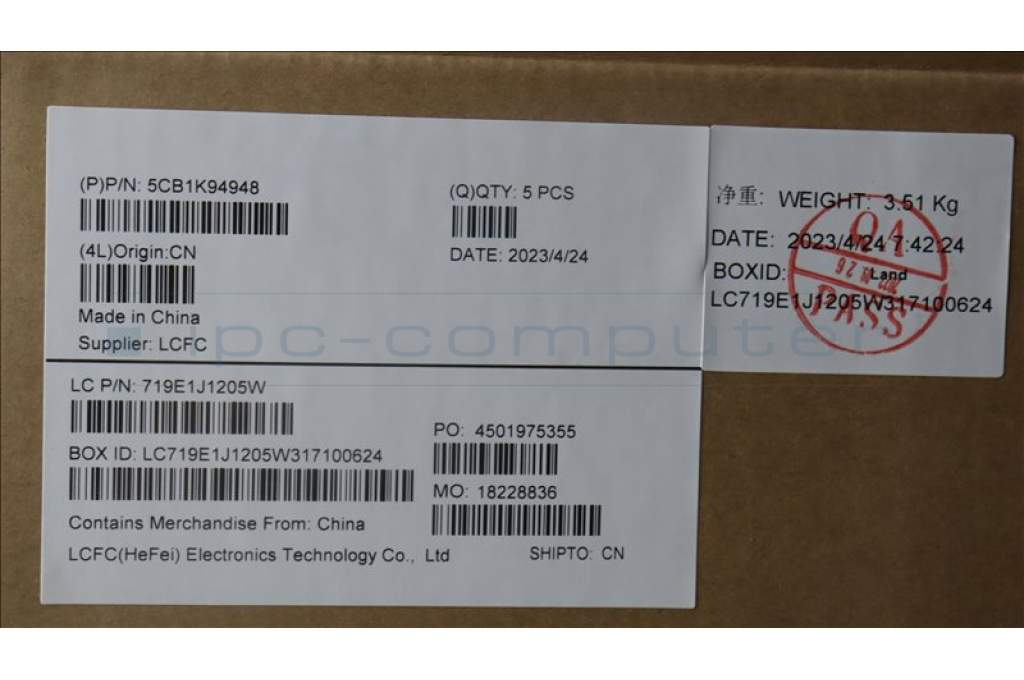 (P)P/N: 5CB1K94948
(Q)QTY: 5 PCS
(4L)Origin:CN
DATE: 2023/4/24
Made in China
Supplier: LCFC
净重: WEIGHT: 3.51 Kg
DATE: 2023/4/24 7:42:24
BOXID: Land
LC719E1J1205W317100624
QA
PASS
ipc-computer
LC P/N: 719E1J1205W
PO: 4501975355
BOX ID: LC719E1J1205W317100624
MO: 18228836
Contains Merchandise From: China
LCFC(HeFei) Electronics Technology Co., Ltd
SHIPTO: CN